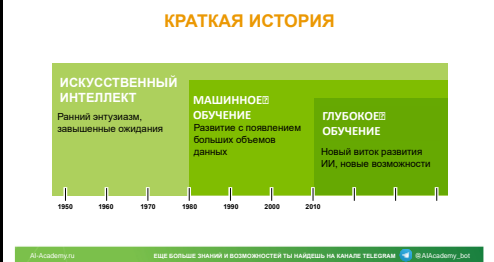 КРАТКАЯ ИСТОРИЯ
ИСКУССТВЕННЫЙ
ИНТЕЛЛЕКТ
Ранний энтузиазм,
завышенные ожидания
МАШИННОЕ⍰
ОБУЧЕНИЕ
Развитие с появлением
больших объемов
данных
ГЛУБОКОЕ⍰
ОБУЧЕНИЕ
Новый виток развития
ИИ, новые возможности
1950 1960 1970 1980 1990 2000 2010
AI-Academy.ru
ЕЩЕ БОЛЬШЕ ЗНАНИЙ И ВОЗМОЖНОСТЕЙ ТЫ НАЙДЕШЬ НА КАНАЛЕ TELEGRAM
@AIAcademy_bot